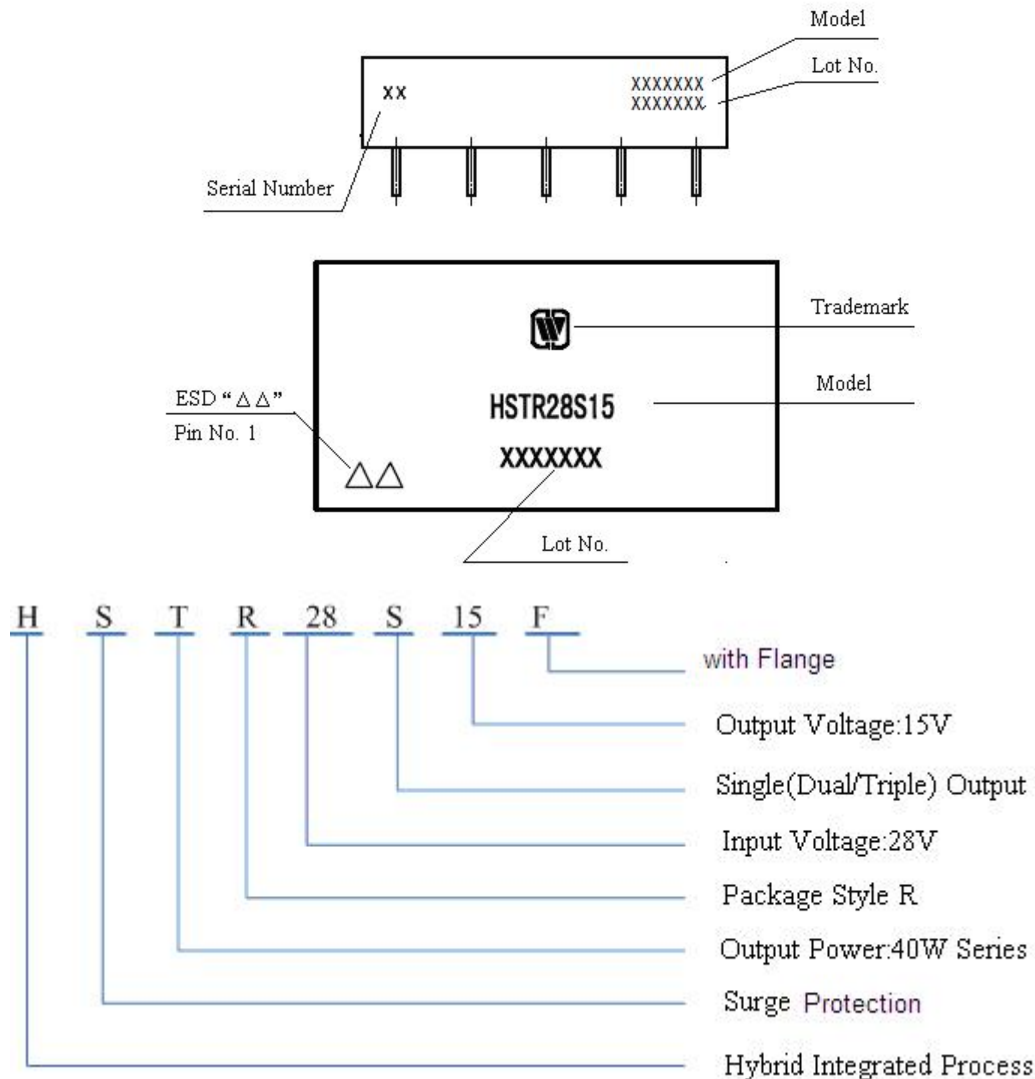 Model
Lot No.
XX
XXXXXXX
XXXXXXX
Serial Number
Trademark
Model
ESD “△△”
Pin No. 1
HSTR28S15
XXXXXXX
△△
Lot No.
H S T R 28 S 15 F
with Flange
Output Voltage:15V
Single(Dual/Triple) Output
Input Voltage:28V
Package Style R
Output Power:40W Series
Surge Protection
Hybrid Integrated Process